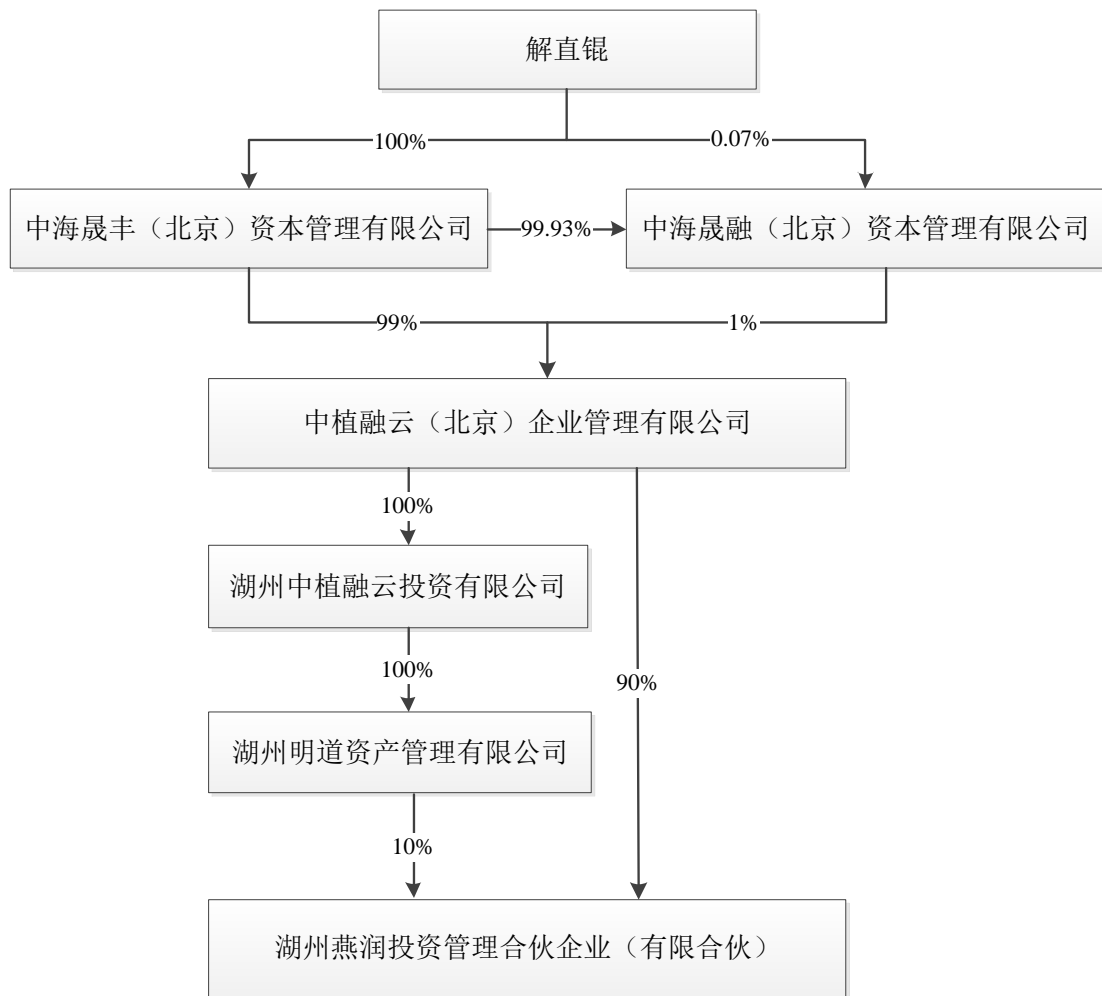 解直锟
100%
0.07%
中海晟丰（北京）资本管理有限公司
99.93%
中海晟融（北京）资本管理有限公司
99%
1%
中植融云（北京）企业管理有限公司
100%
湖州中植融云投资有限公司
100%
90%
湖州明道资产管理有限公司
10%
湖州燕润投资管理合伙企业（有限合伙）